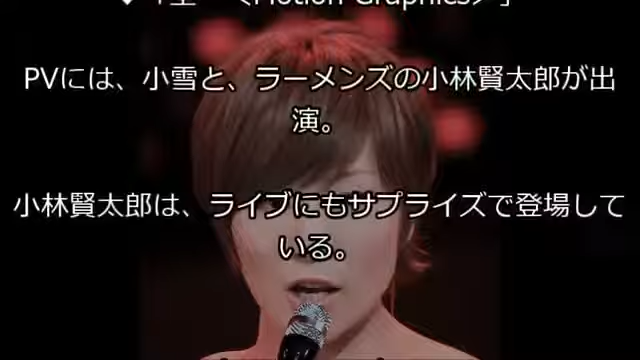 <Motion Graphics>」
PVには、小雪と、ラーメンズの小林賢太郎が出
演。
小林賢太郎は、ライブにもサプライズで登場して
いる。